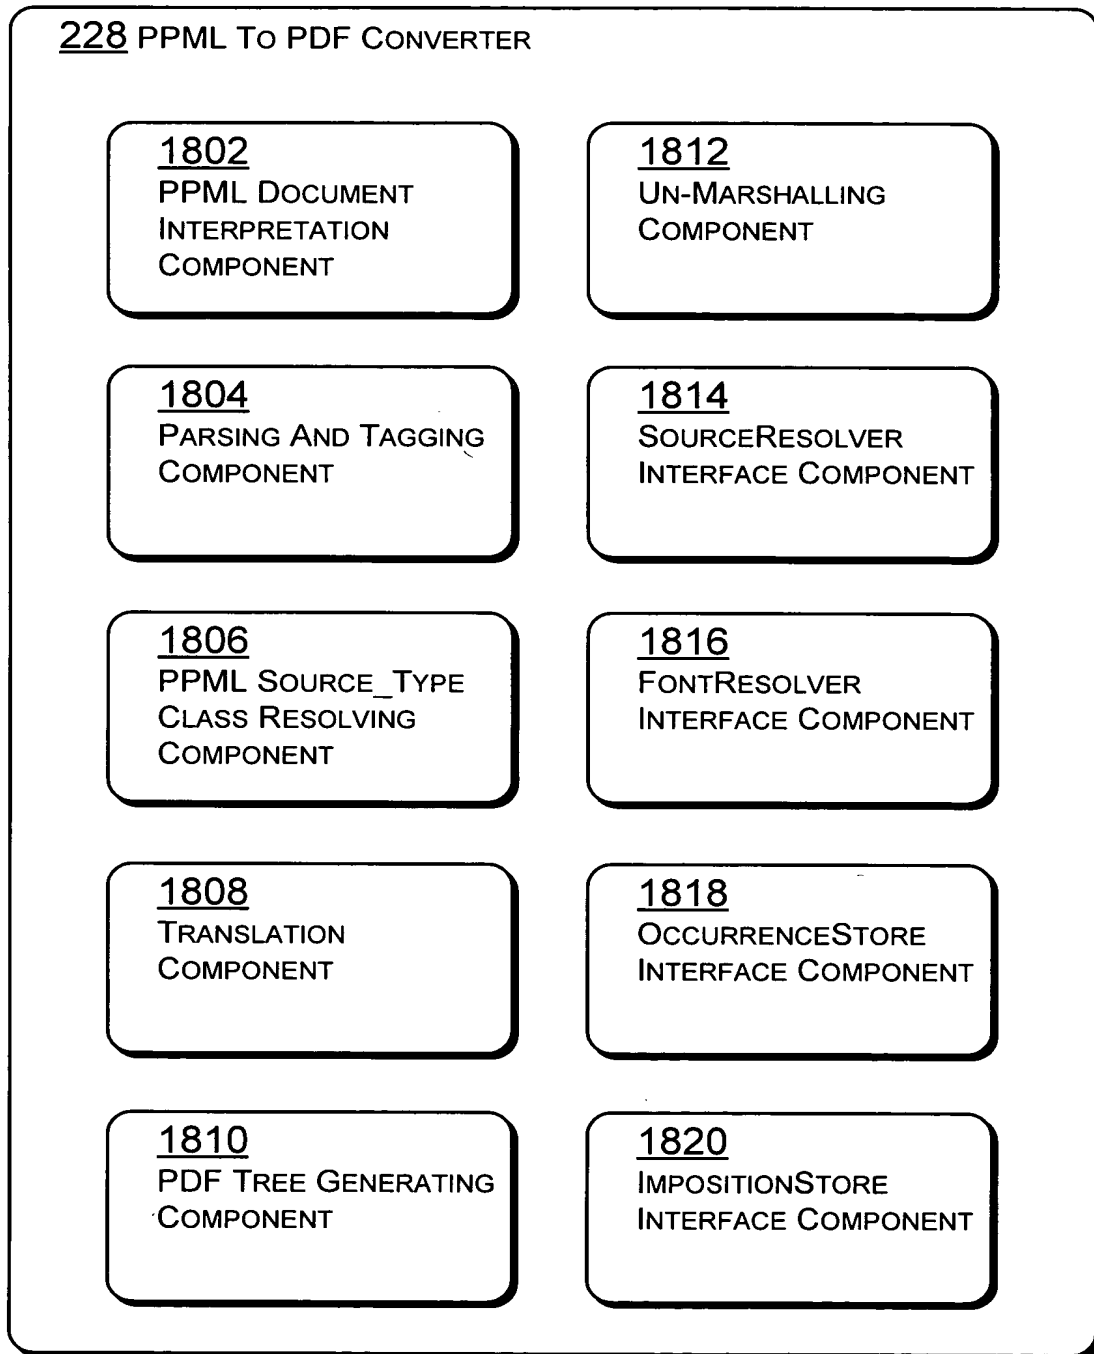 228 PPML TO PDF CONVERTER
1802
PPML DOCUMENT
INTERPRETATION
COMPONENT
1804
PARSING AND TAGGING
COMPONENT
1806
PPML SOURCE_TYPE
CLASS RESOLVING
COMPONENT
1808
TRANSLATION
COMPONENT
1810
PDF TREE GENERATING
COMPONENT
1812
UN-MARSHALLING
COMPONENT
1814
SOURCERESOLVER
INTERFACE COMPONENT
1816
FONTRESOLVER
INTERFACE COMPONENT
1818
OCCURRENCESTORE
INTERFACE COMPONENT
1820
IMPOSITIONSTORE
INTERFACE COMPONENT